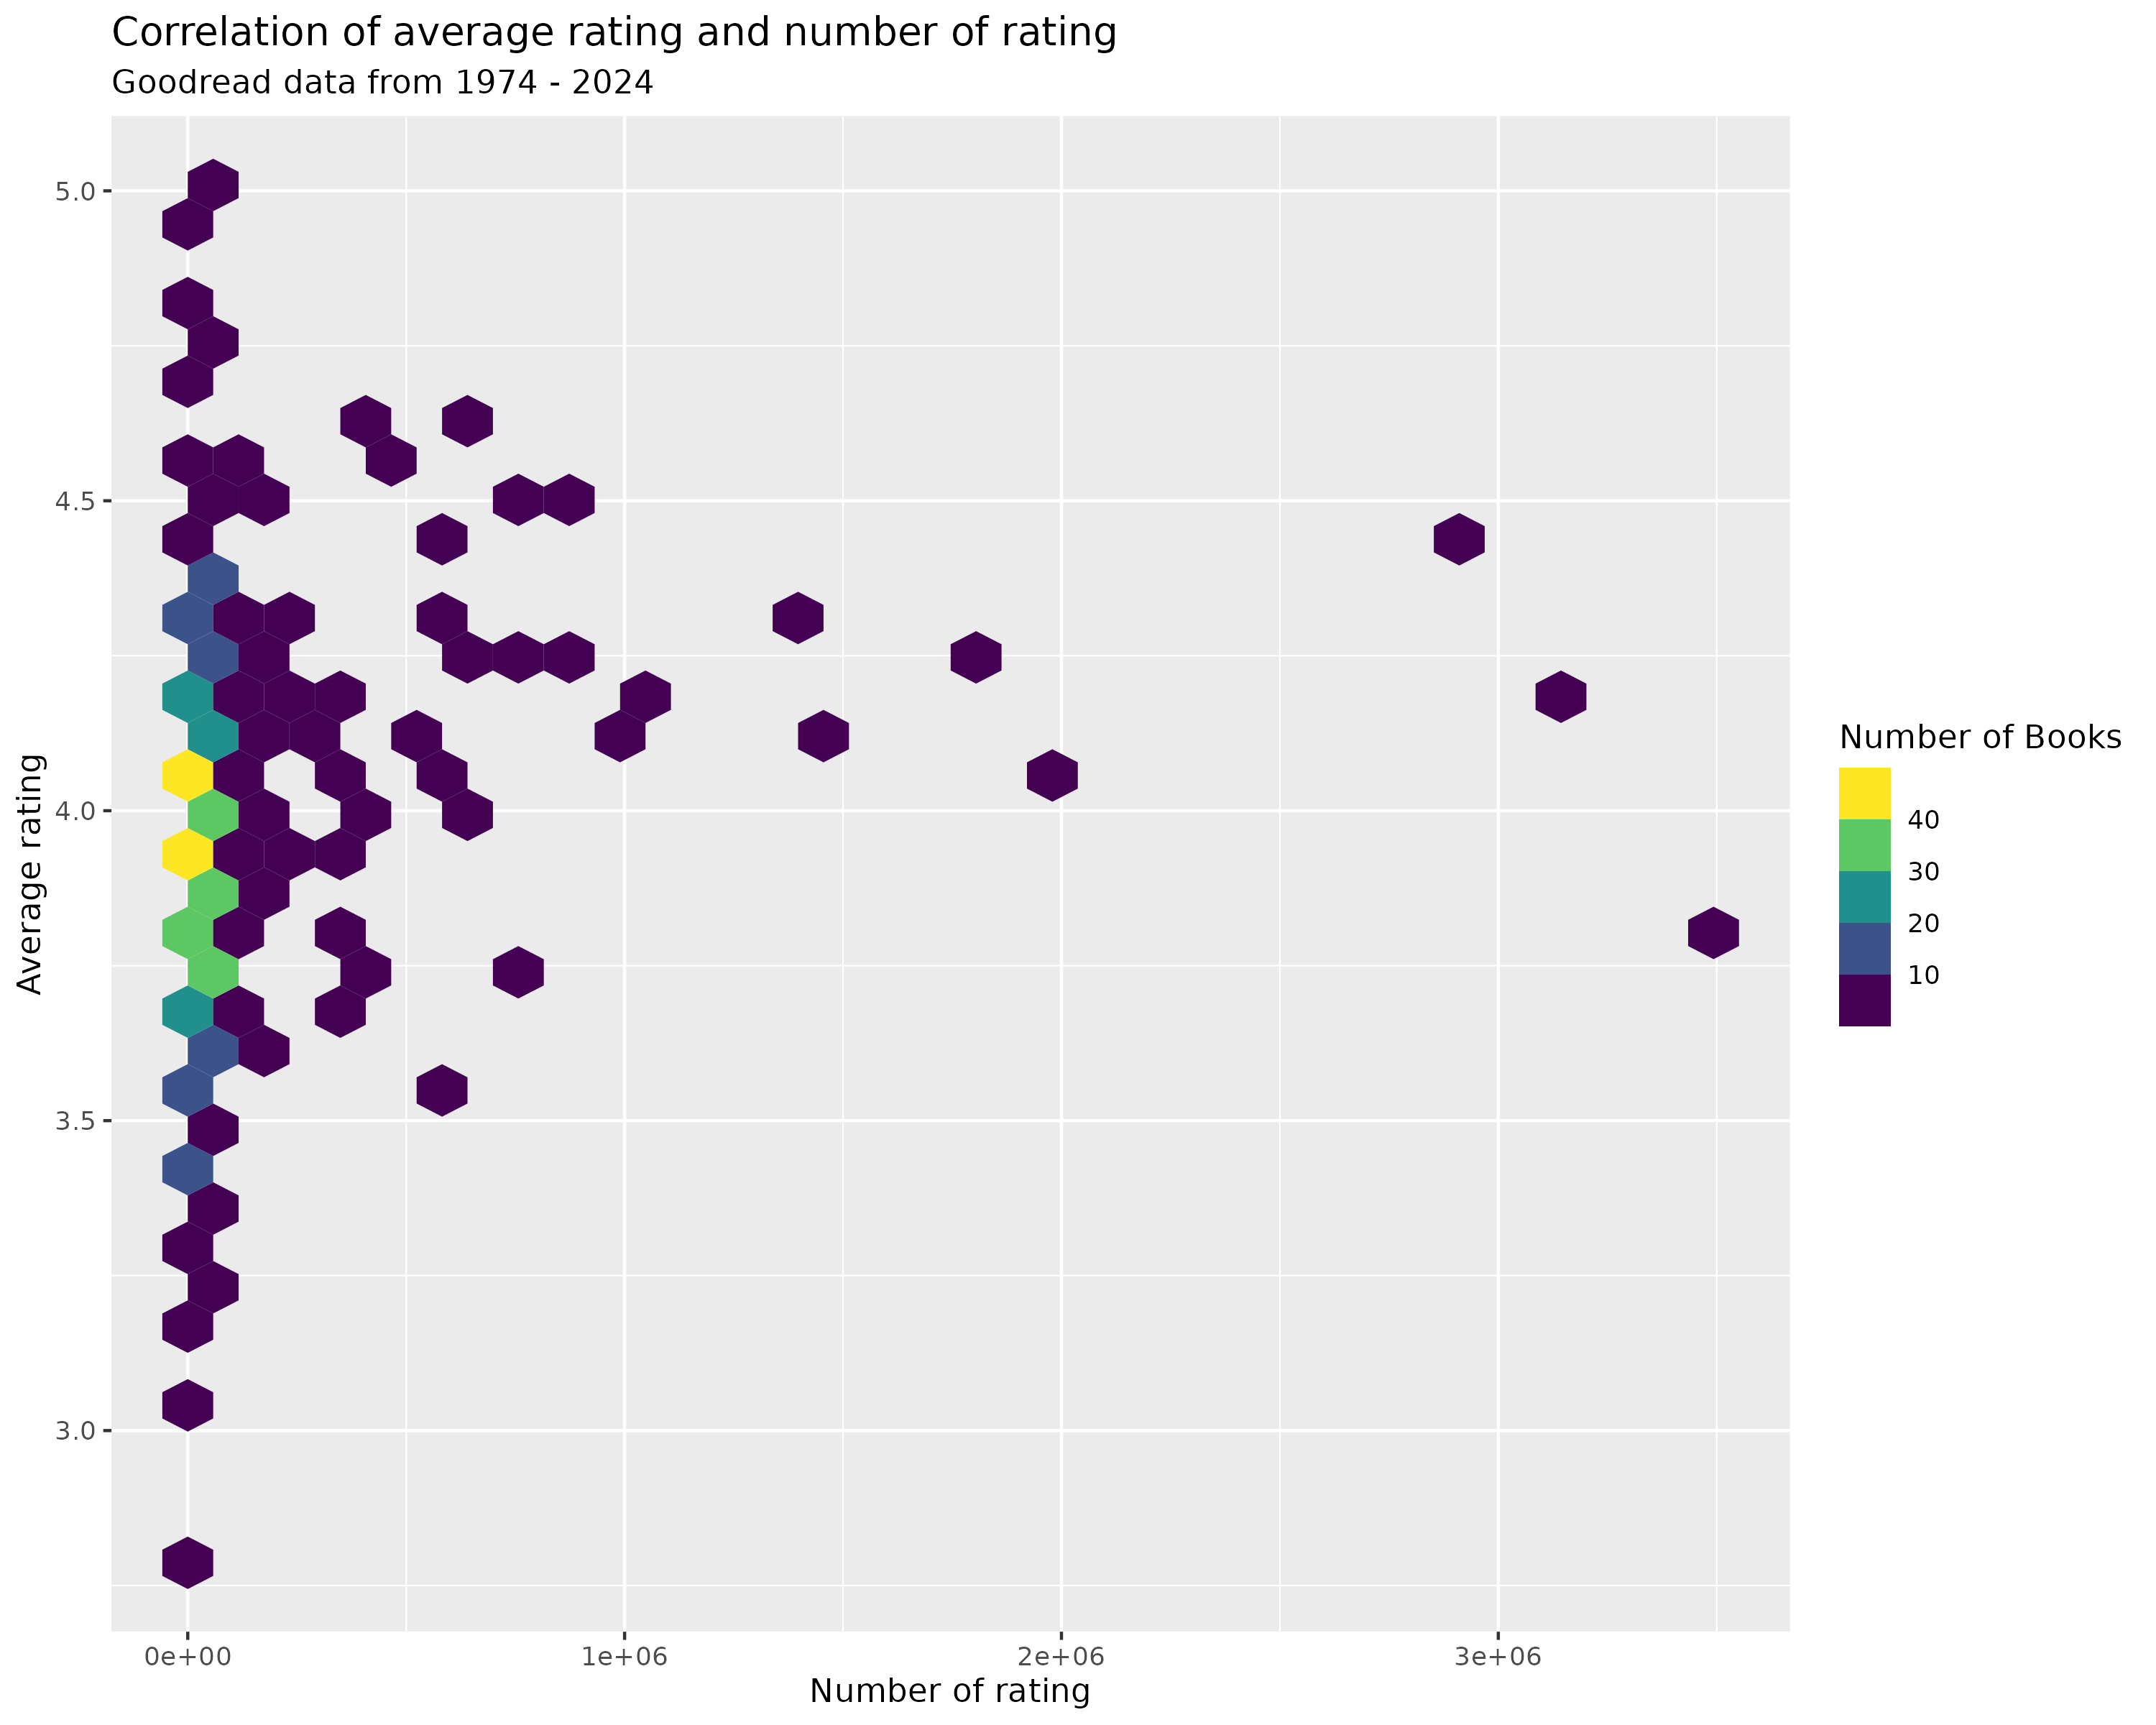 Correlation of average rating and number of rating
Goodread data from 1974 - 2024
5.0
4.5
4.0
3.5
3.0
Average rating
0e+00
1e+06
2e+06
3e+06
Number of rating
Number of Books
40
30
20
10